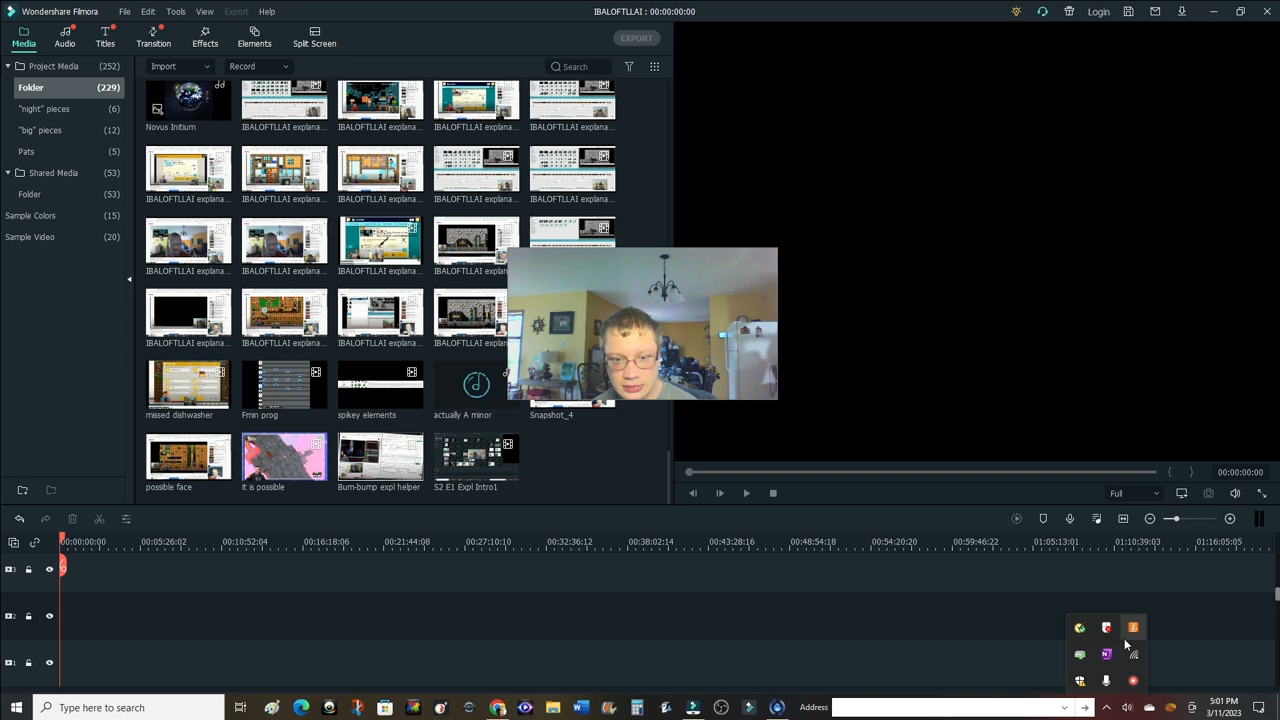 Wondershare Filmora File Edit Tools View Export Help IBALOFTLLAI : 00:00:00:00 Login
Media Audio Titles Transition Effects Elements Split Screen EXPORT
Project Media (252) Import Record Search
Folder (229)
"night" pieces (6)
"big" pieces (12)
Pats (5)
Shared Media (53)
Folder (53)
Sample Colors (15)
Sample Video (20)
Novus Initium IBALOFTLLAI explana... IBALOFTLLAI explana... IBALOFTLLAI explana... IBALOFTLLAI explana...
IBALOFTLLAI explana... IBALOFTLLAI explana... IBALOFTLLAI explana... IBALOFTLLAI explana... IBALOFTLLAI explana...
IBALOFTLLAI explana... IBALOFTLLAI explana... IBALOFTLLAI explana... IBALOFTLLAI
IBALOFTLLAI explana... IBALOFTLLAI explana... IBALOFTLLAI explana... IBALOFTLLAI
missed dishwasher Fmin prog spikey elements actually A minor Snapshot_4
possible face it is possible Bum-bump expl helper S2 E1 Expl Intro1
{ } 00:00:00:00
Full
00:00:00:00 00:05:26:02 00:10:52:04 00:16:18:06 00:21:44:08 00:27:10:10 00:32:36:12 00:38:02:14 00:43:28:16 00:48:54:18 00:54:20:20 00:59:46:22 01:05:13:01 01:10:39:03 01:16:05:05
3
2
1
Type here to search Address 5:01 PM
3/11/2023